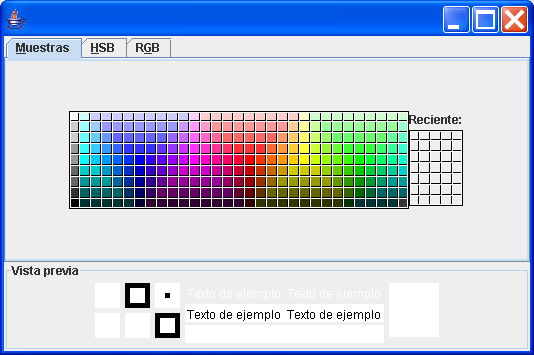 Muestras HSB RGB
Reciente:
Vista previa
Texto de ejemplo Texto de ejemplo
Texto de ejemplo Texto de ejemplo